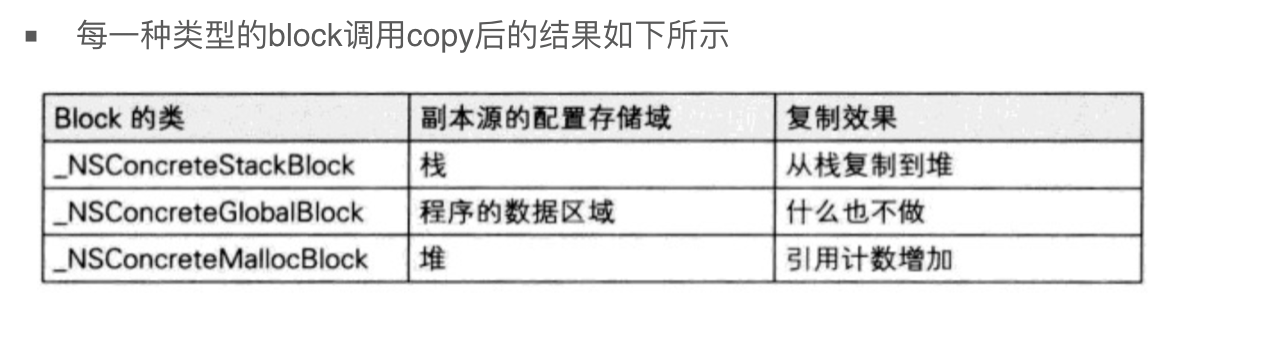 ▪ 每一种类型的block调用copy后的结果如下所示
Block 的类 副本源的配置存储域 复制效果
_NSConcreteStackBlock 栈 从栈复制到堆
_NSConcreteGlobalBlock 程序的数据区域 什么也不做
_NSConcreteMallocBlock 堆 引用计数增加